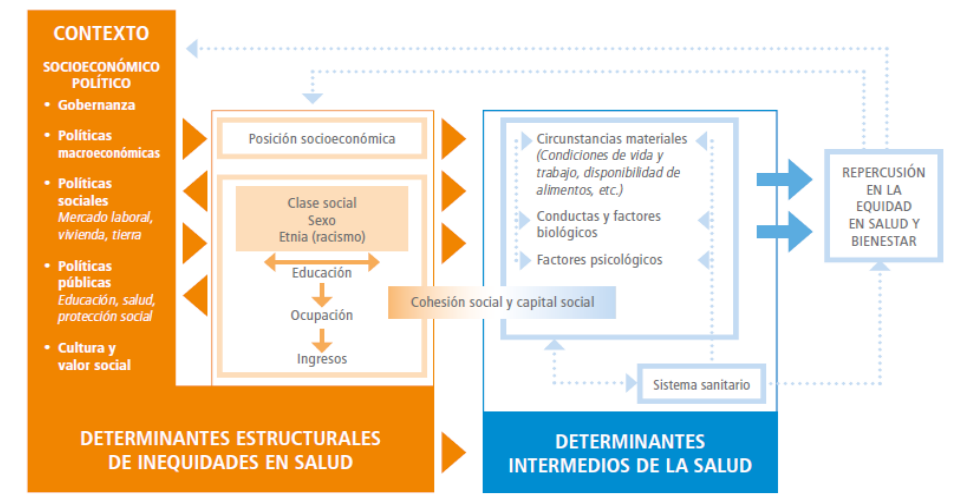 CONTEXTO
SOCIOECONÓMICO
POLÍTICO
• Gobernanza
• Políticas
macroeconómicas
• Políticas
sociales
Mercado laboral,
vivienda, tierra
• Políticas
públicas
Educación, salud,
protección social
• Cultura y
valor social
Posición socioeconómica
Clase social
Sexo
Etnia (racismo)
Educación
Ocupación
Ingresos
Cohesión social y capital social
Circunstancias materiales
(Condiciones de vida y
trabajo, disponibilidad de
alimentos, etc.)
Conductas y factores
biológicos
Factores psicológicos
Sistema sanitario
REPERCUSIÓN
EN LA
EQUIDAD
EN SALUD Y
BIENESTAR
DETERMINANTES ESTRUCTURALES
DE INEQUIDADES EN SALUD
DETERMINANTES
INTERMEDIOS DE LA SALUD